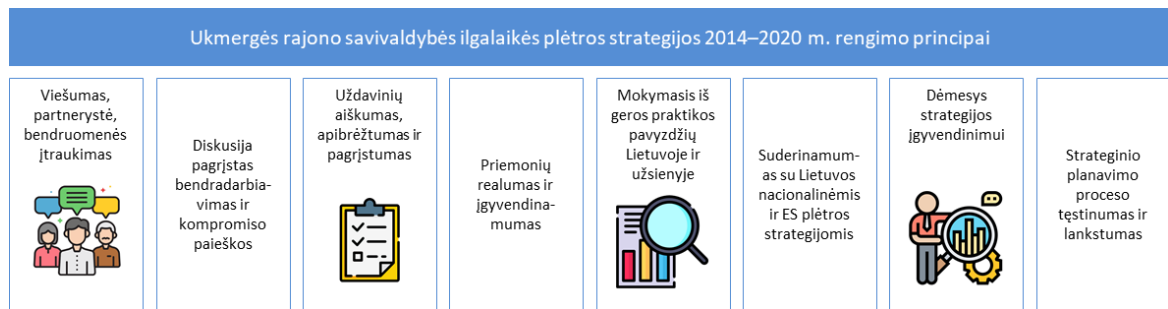 Ukmergės rajono savivaldybės ilgalaikės plėtros strategijos 2014–2020 m. rengimo principai
Viešumas,
partnerystė,
bendruomenės
įtraukimas
Diskusija
pagrįstas
bendradarbia-
vimas ir
kompromiso
paieškos
Uždavinių
aiškumas,
apibrėžtumas ir
pagrįstumas
Priemonių
realumas ir
įgyvendina-
mumas
Mokymasis iš
geros praktikos
pavyzdžių
Lietuvoje ir
užsienyje
Suderinamum-
as su Lietuvos
nacionalinėmis
ir ES plėtros
strategijomis
Dėmesys
strategijos
įgyvendinimui
Strateginio
planavimo
proceso
tęstinumas ir
lankstumas